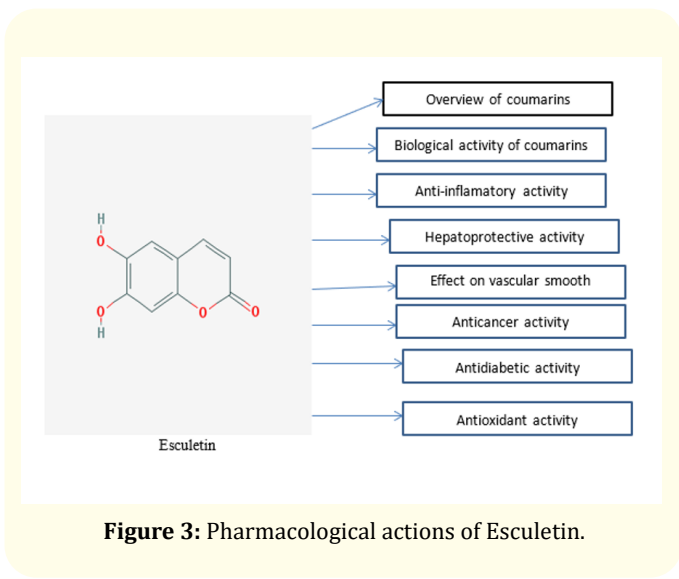 Overview of coumarins
Biological activity of coumarins
Anti-inflamatory activity
Hepatoprotective activity
Effect on vascular smooth
Anticancer activity
Antidiabetic activity
Antioxidant activity
H
O
O
H
O
O
Esculetin
Figure 3: Pharmacological actions of Esculetin.